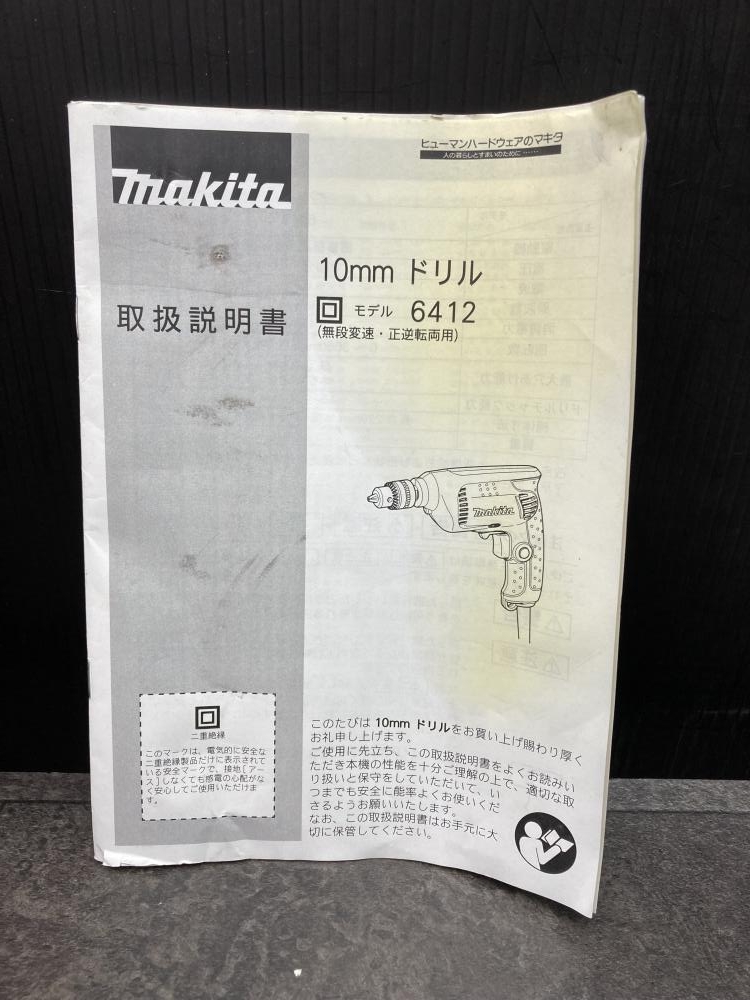 makita
ヒューマンハードウェアのマキタ
人の暮らしとすまいのために……
取扱説明書
10mm ドリル
モデル 6412
(無段変速・正逆転両用)
makita
二重絶縁
このマークは、電気的に安全な
二重絶縁製品だけに表示されて
いる安全マークで、接地[アー
ス]しなくても感電の心配がな
く安心してご使用いただけま
す。
このたびは 10mm ドリルをお買い上げ賜わり厚く
お礼申し上げます。
ご使用に先立ち、この取扱説明書をよくお読みい
ただき本機の性能を十分ご理解の上で、適切な取
り扱いと保守をしていただいて、い
つまでも安全に能率よくお使いくだ
さるようお願いいたします。
なお、この取扱説明書はお手元に大
切に保管してください。